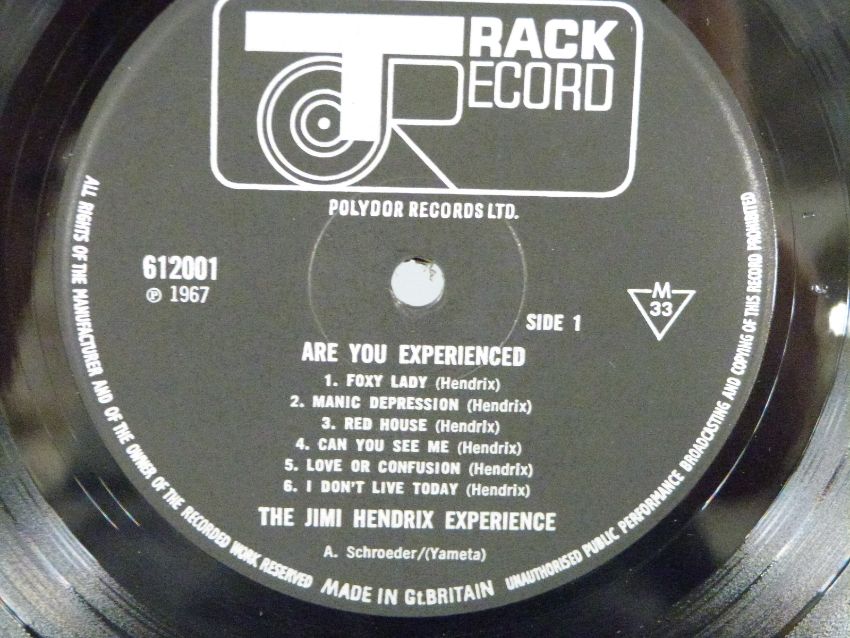 TRACK
RECORD
POLYDOR RECORDS LTD.
612001
℗ 1967
SIDE 1
M
33
ARE YOU EXPERIENCED
1. FOXY LADY (Hendrix)
2. MANIC DEPRESSION (Hendrix)
3. RED HOUSE (Hendrix)
4. CAN YOU SEE ME (Hendrix)
5. LOVE OR CONFUSION (Hendrix)
6. I DON'T LIVE TODAY (Hendrix)
THE JIMI HENDRIX EXPERIENCE
A. Schroeder/(Yameta)
ALL RIGHTS OF THE MANUFACTURER AND OF THE OWNER OF THE RECORDED WORK RESERVED
MADE IN Gt.BRITAIN
UNAUTHORISED PUBLIC PERFORMANCE BROADCASTING AND COPYING OF THIS RECORD PROHIBITED